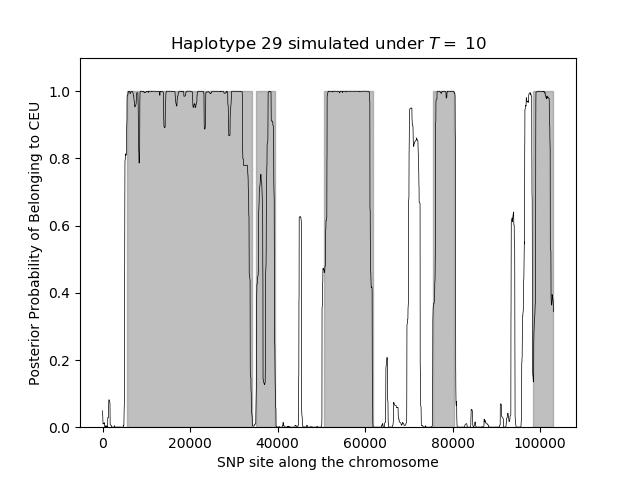 Haplotype 29 simulated under T = 10
Posterior Probability of Belonging to CEU
1.0
0.8
0.6
0.4
0.2
0.0
0 20000 40000 60000 80000 100000
SNP site along the chromosome